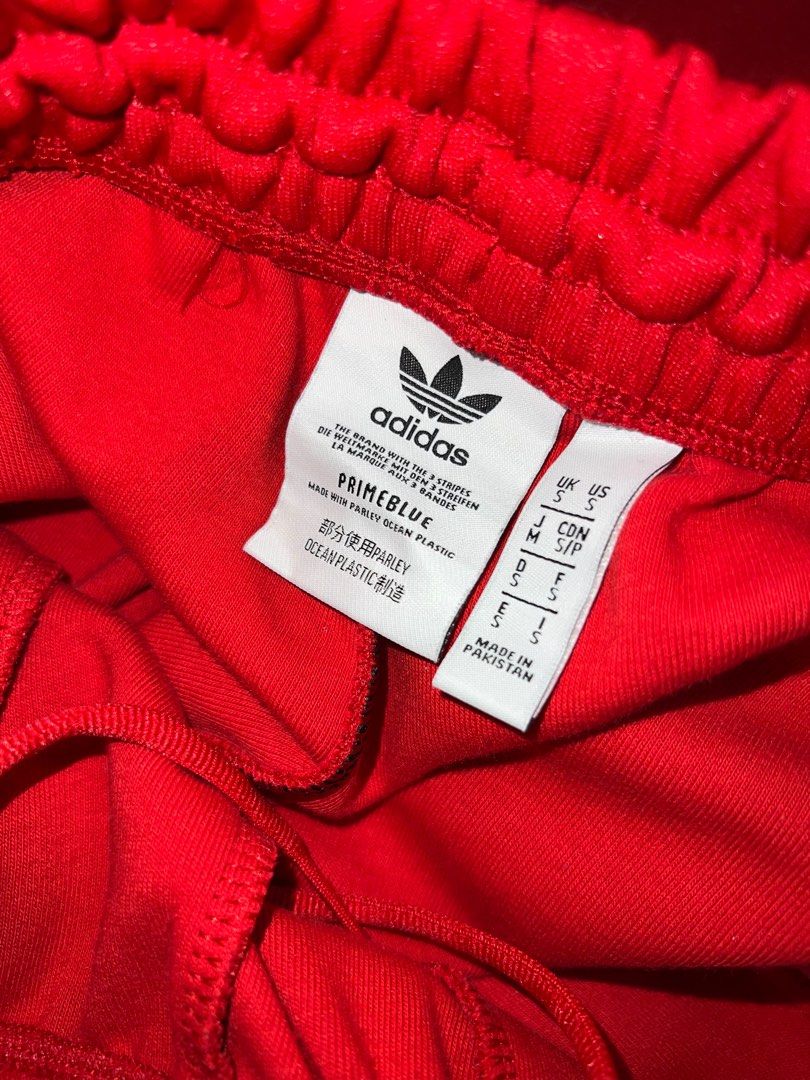 adidas
THE BRAND WITH THE 3 STRIPES
DIE WELTMARKE MIT DEN 3 STREIFEN
LA MARQUE AUX 3 BANDES
PRIMEBLUE
MADE WITH PARLEY OCEAN PLASTIC
部分使用PARLEY
OCEAN PLASTIC制造
UK US
S S
J CDN
M S/P
D F
S S
E I
S S
MADE IN
PAKISTAN